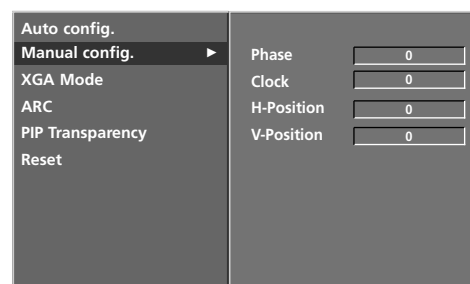 Auto config.
Manual config. ►
XGA Mode
ARC
PIP Transparency
Reset
Phase 0
Clock 0
H-Position 0
V-Position 0